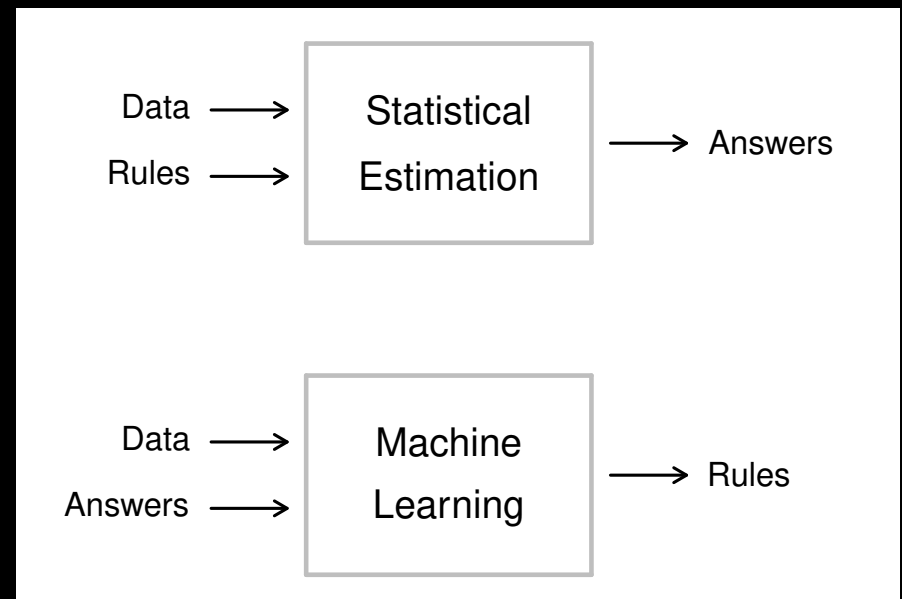 Data
Rules
Statistical
Estimation
Answers
Data
Answers
Machine
Learning
Rules